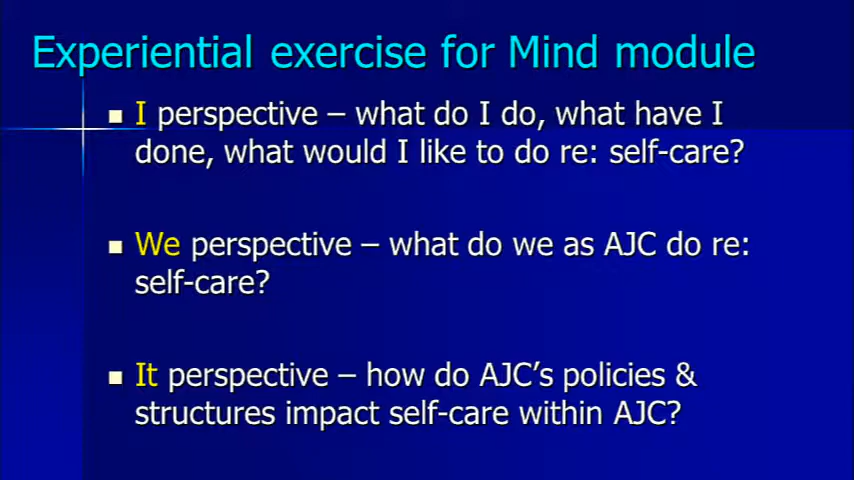 Experiential exercise for Mind module
I perspective – what do I do, what have I
done, what would I like to do re: self-care?
We perspective – what do we as AJC do re:
self-care?
It perspective – how do AJC’s policies &
structures impact self-care within AJC?